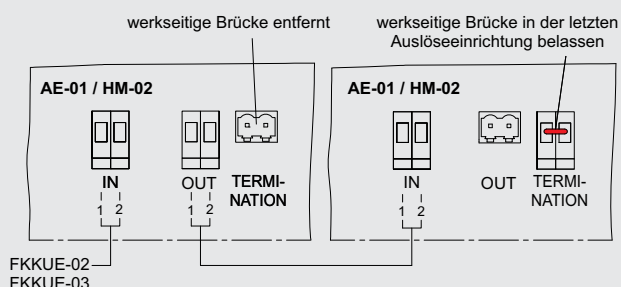 werkseitige Brücke entfernt
werkseitige Brücke in der letzten
Auslöseeinrichtung belassen
AE-01 / HM-02
IN
1 2
OUT
1 2
TERMI-
NATION
AE-01 / HM-02
IN
1 2
OUT
TERMI-
NATION
FKKUE-02
FKKUE-03